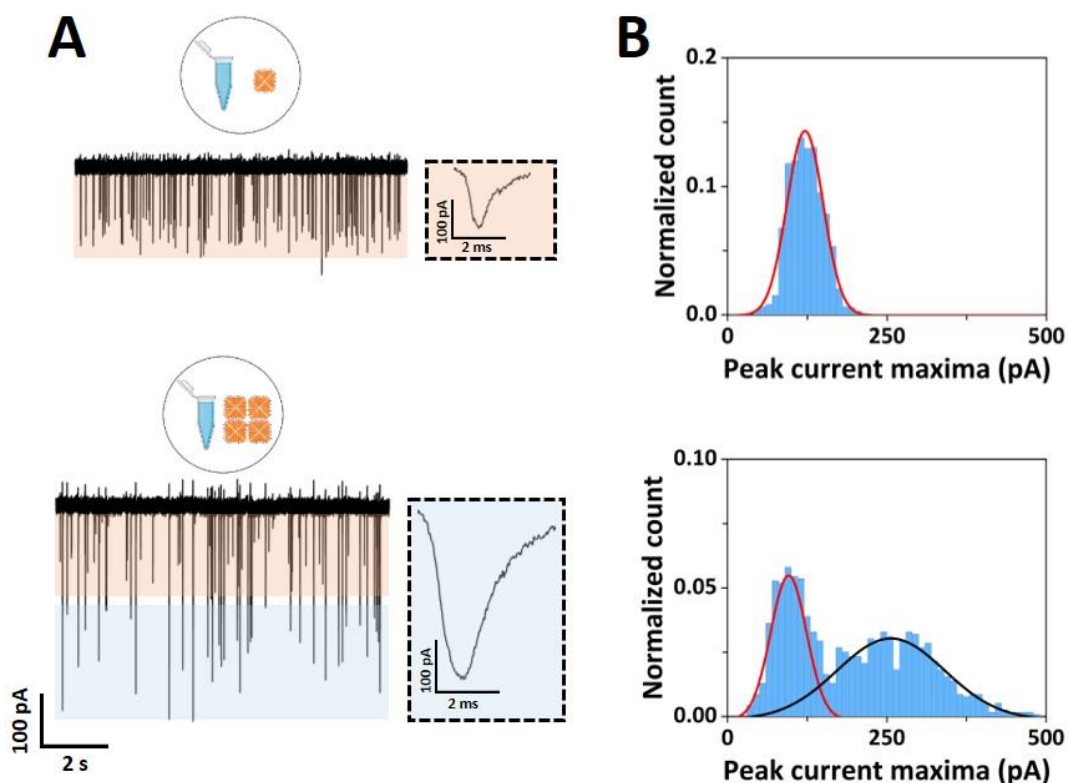 A
100 pA
2 ms
100 pA
2 s
100 pA
2 ms
B
Normalized count
0.2
0.1
0.0
0
250
500
Peak current maxima (pA)
Normalized count
0.10
0.05
0.00
0
250
500
Peak current maxima (pA)